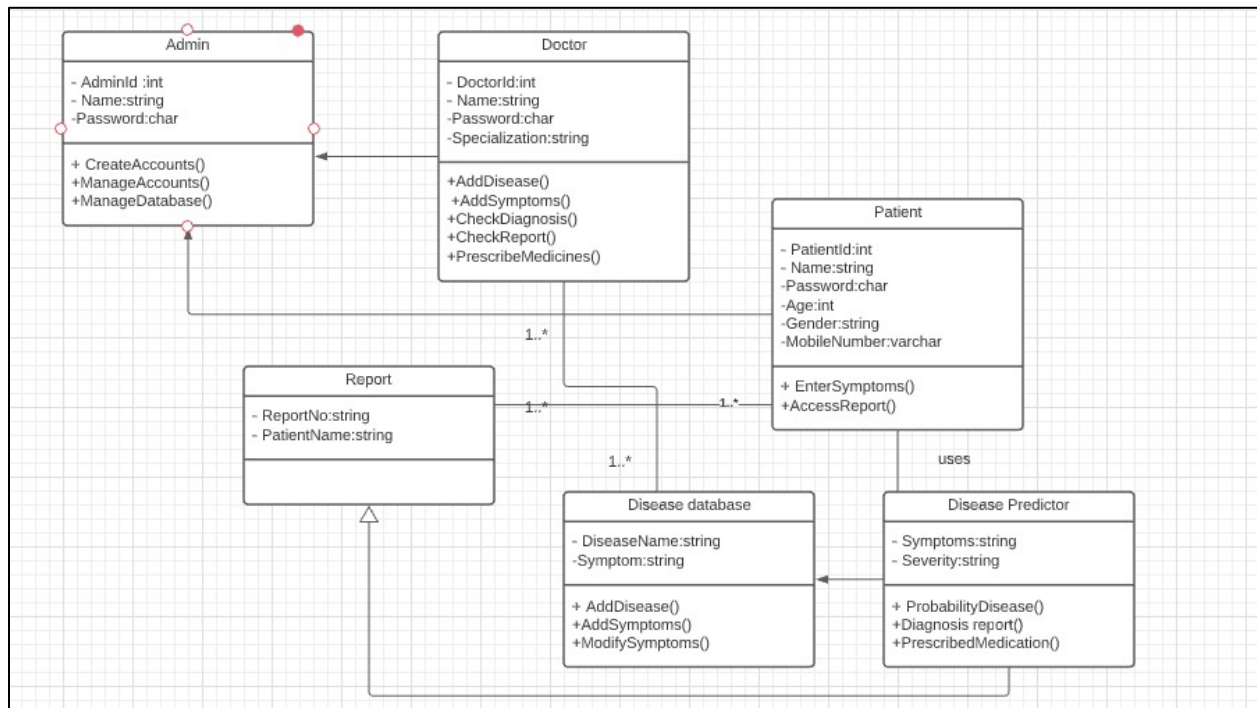 Admin
- AdminId :int
- Name:string
-Password:char
+ CreateAccounts()
+ManageAccounts()
+ManageDatabase()
Doctor
- DoctorId:int
- Name:string
-Password:char
-Specialization:string
+AddDisease()
+AddSymptoms()
+CheckDiagnosis()
+CheckReport()
+PrescribeMedicines()
Patient
- PatientId:int
- Name:string
-Password:char
-Age:int
-Gender:string
-MobileNumber:varchar
+ EnterSymptoms()
+AccessReport()
1..*
Report
- ReportNo:string
- PatientName:string
1..*
1..*
1..*
uses
Disease database
- DiseaseName:string
-Symptom:string
+ AddDisease()
+AddSymptoms()
+ModifySymptoms()
Disease Predictor
- Symptoms:string
- Severity:string
+ ProbabilityDisease()
+Diagnosis report()
+PrescribedMedication()